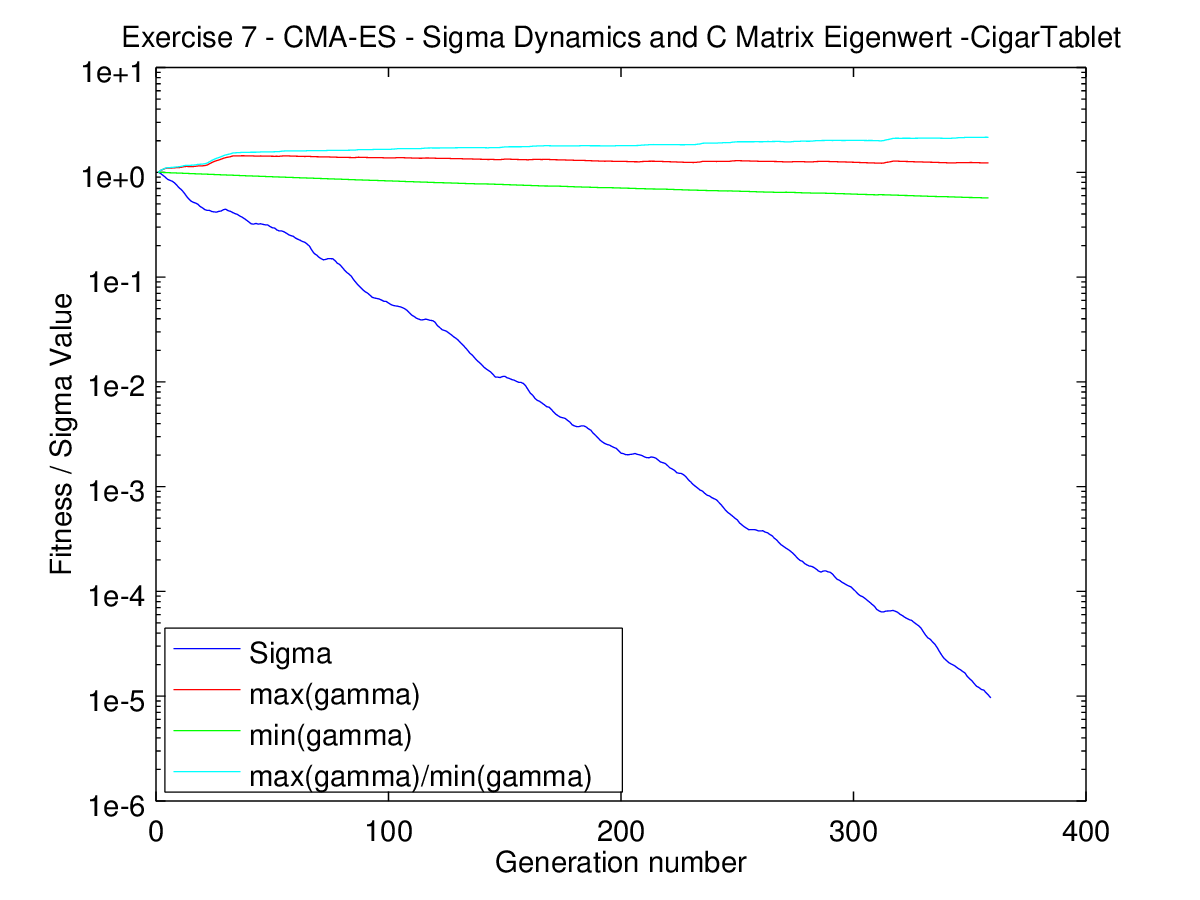 Exercise 7 - CMA-ES - Sigma Dynamics and C Matrix Eigenwert -CigarTablet
1e+1
1e+0
1e-1
1e-2
1e-3
1e-4
1e-5
1e-6
Fitness / Sigma Value
Sigma
max(gamma)
min(gamma)
max(gamma)/min(gamma)
0 100 200 300 400
Generation number